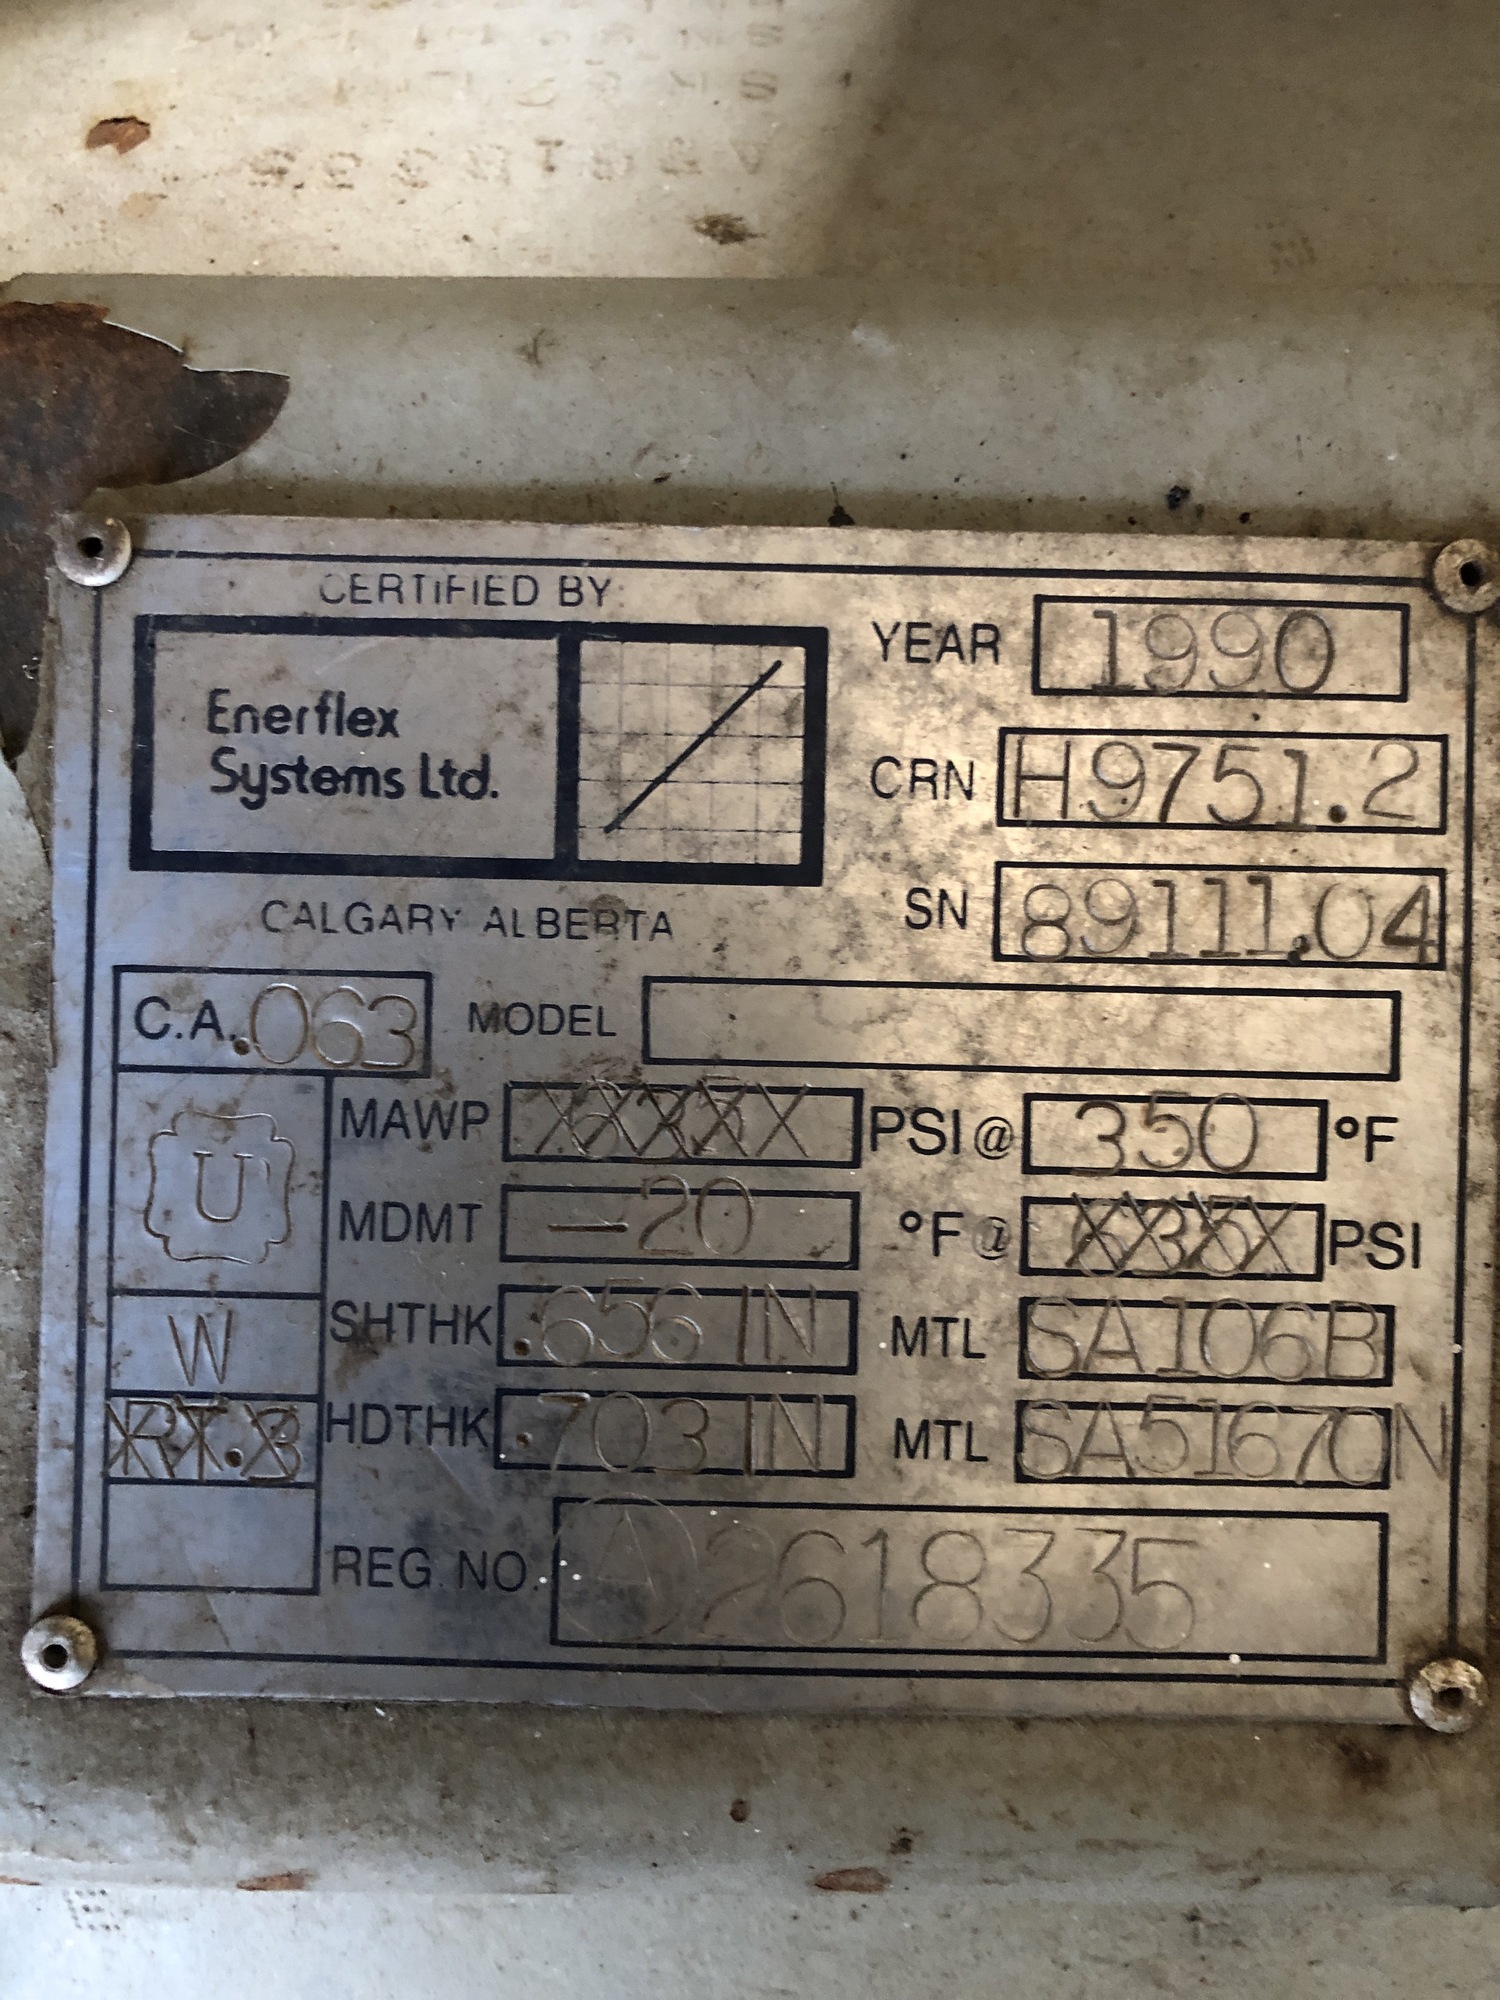 CERTIFIED BY
Enerflex
Systems Ltd.
CALGARY ALBERTA
YEAR 1990
CRN H9751.2
SN 89111.04
C.A. .063 MODEL
MAWP PSI @ 350 °F
U
MDMT -20 °F @ PSI
W
SHTHK .656 IN MTL SA106B
HDTHK .703 IN MTL SA51670N
REG. NO. A 2618335